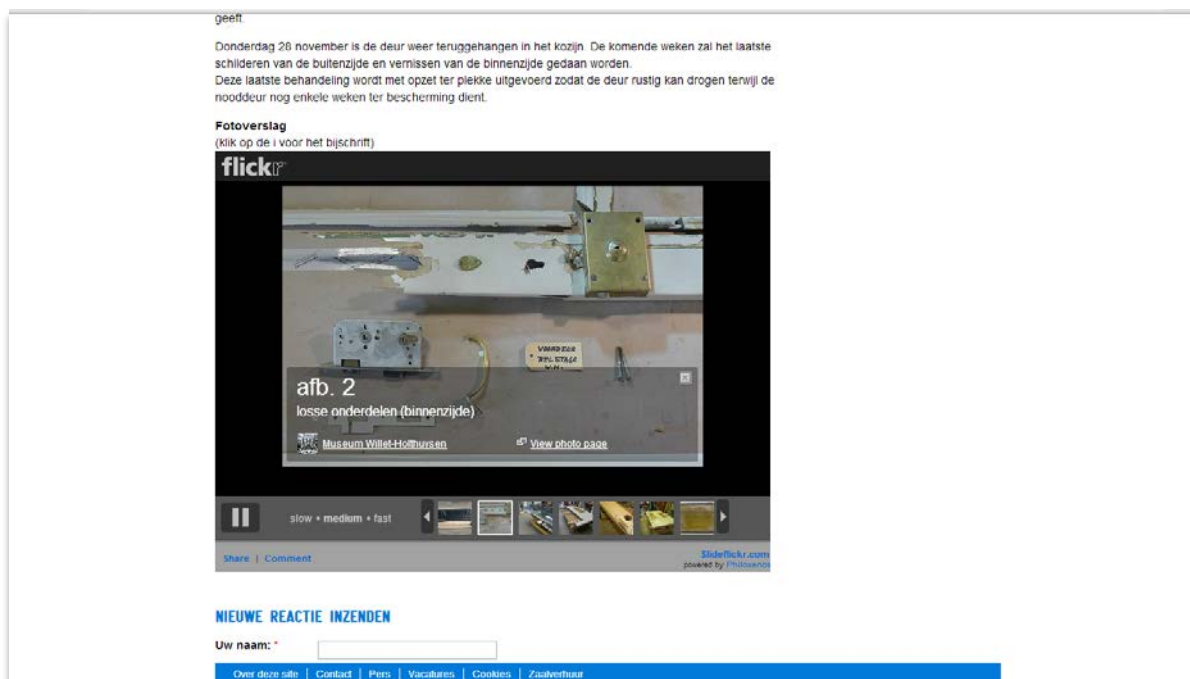 geeft.
Donderdag 28 november is de deur weer teruggehangen in het kozijn. De komende weken zal het laatste
schilderen van de buitenzijde en vernissen van de binnenzijde gedaan worden.
Deze laatste behandeling wordt met opzet ter plekke uitgevoerd zodat de deur rustig kan drogen terwijl de
nooddeur nog enkele weken ter bescherming dient.
Fotoverslag
(klik op de i voor het bijschrift)
flickr
VOORDEUR
afb. 2
losse onderdelen (binnenzijde)
Museum Willet-Holthuysen
View photo page
slow • medium • fast
Share | Comment
Slideflickr.com
powered by
NIEUWE REACTIE INZENDEN
Uw naam: *
Over deze site | Contact | Pers | Vacatures | Cookies | Zaalverhuur